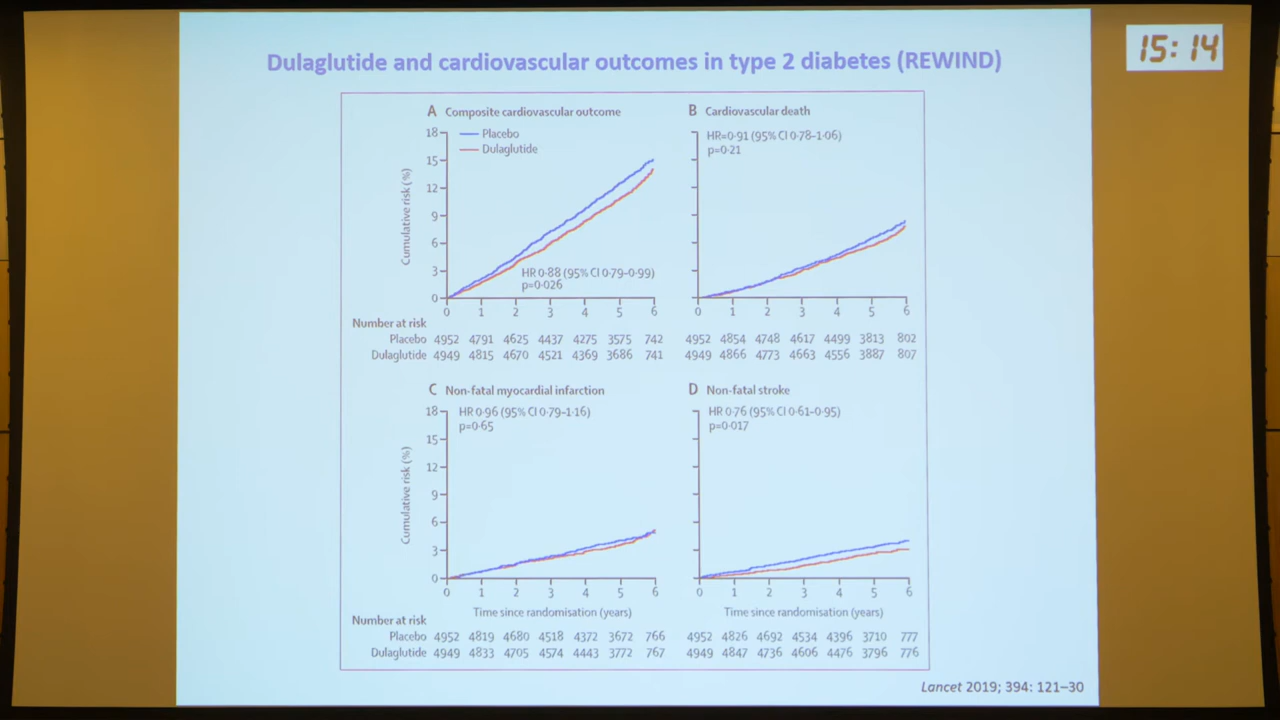 15:14
Dulaglutide and cardiovascular outcomes in type 2 diabetes (REWIND)
A Composite cardiovascular outcome
Placebo
Dulaglutide
Cumulative risk (%)
18
15
12
9
6
3
0
HR 0·88 (95% CI 0·79–0·99)
p=0·026
0 1 2 3 4 5 6
Number at risk
Placebo 4952 4791 4625 4437 4275 3575 742
Dulaglutide 4949 4815 4670 4521 4369 3686 741
B Cardiovascular death
HR=0·91 (95% CI 0·78–1·06)
p=0·21
0 1 2 3 4 5 6
4952 4854 4748 4617 4499 3813 802
4949 4866 4773 4663 4556 3887 807
C Non-fatal myocardial infarction
HR 0·96 (95% CI 0·79–1·16)
p=0·65
Cumulative risk (%)
18
15
12
9
6
3
0
0 1 2 3 4 5 6
Time since randomisation (years)
Number at risk
Placebo 4952 4819 4680 4518 4372 3672 766
Dulaglutide 4949 4833 4705 4574 4443 3772 767
D Non-fatal stroke
HR 0·76 (95% CI 0·61–0·95)
p=0·017
0 1 2 3 4 5 6
Time since randomisation (years)
4952 4826 4692 4534 4396 3710 777
4949 4847 4736 4606 4476 3796 776
Lancet 2019; 394: 121–30